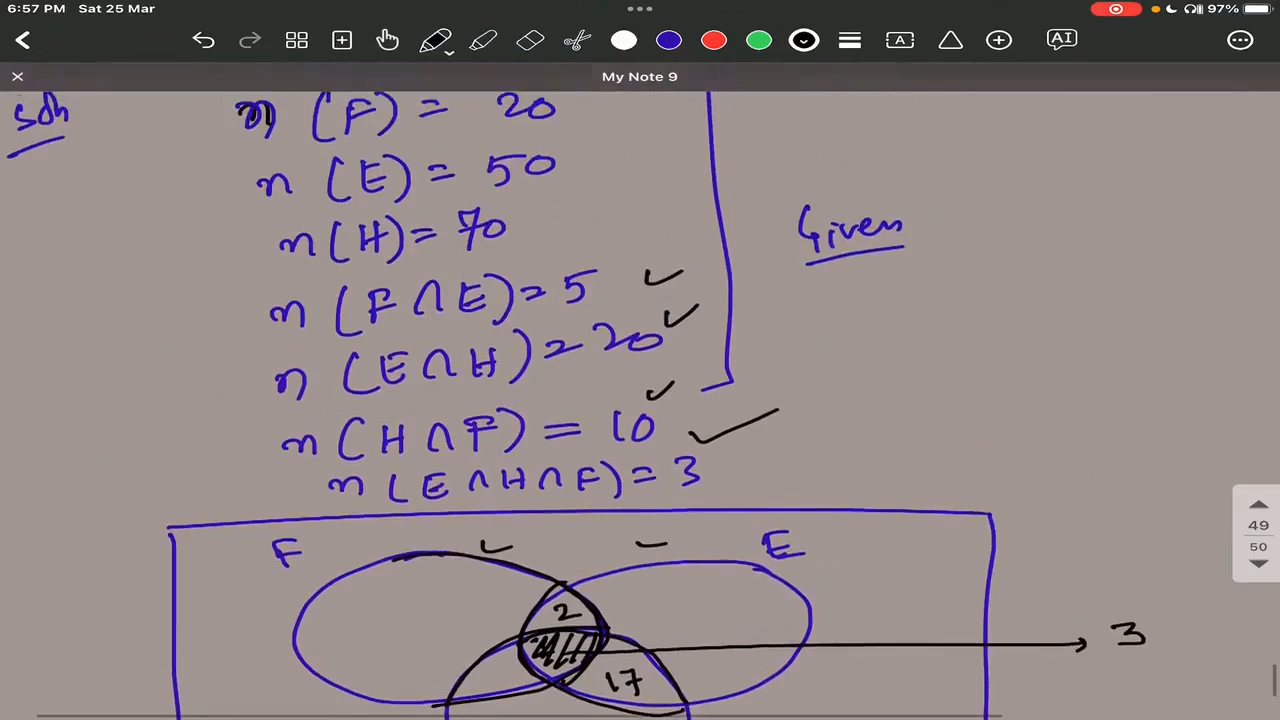 6:57 PM Sat 25 Mar
97%
A
AI
My Note 9
Soln
n (F) = 20
n (E) = 50
n (H) = 70
Given
n (F ∩ E) = 5
n (E ∩ H) = 20
n (H ∩ F) = 10
n (E ∩ H ∩ F) = 3
49
50
F
E
2
3
17